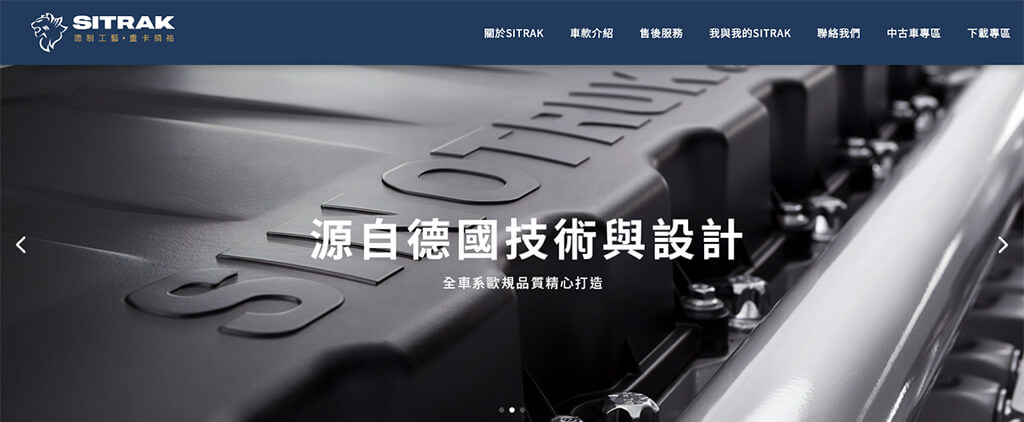 SITRAK
德制工藝•重卡領袖
關於SITRAK 車款介紹 售後服務 我與我的SITRAK 聯絡我們 中古車專區 下載專區
SINOTRUK
源自德國技術與設計
全車系歐規品質精心打造